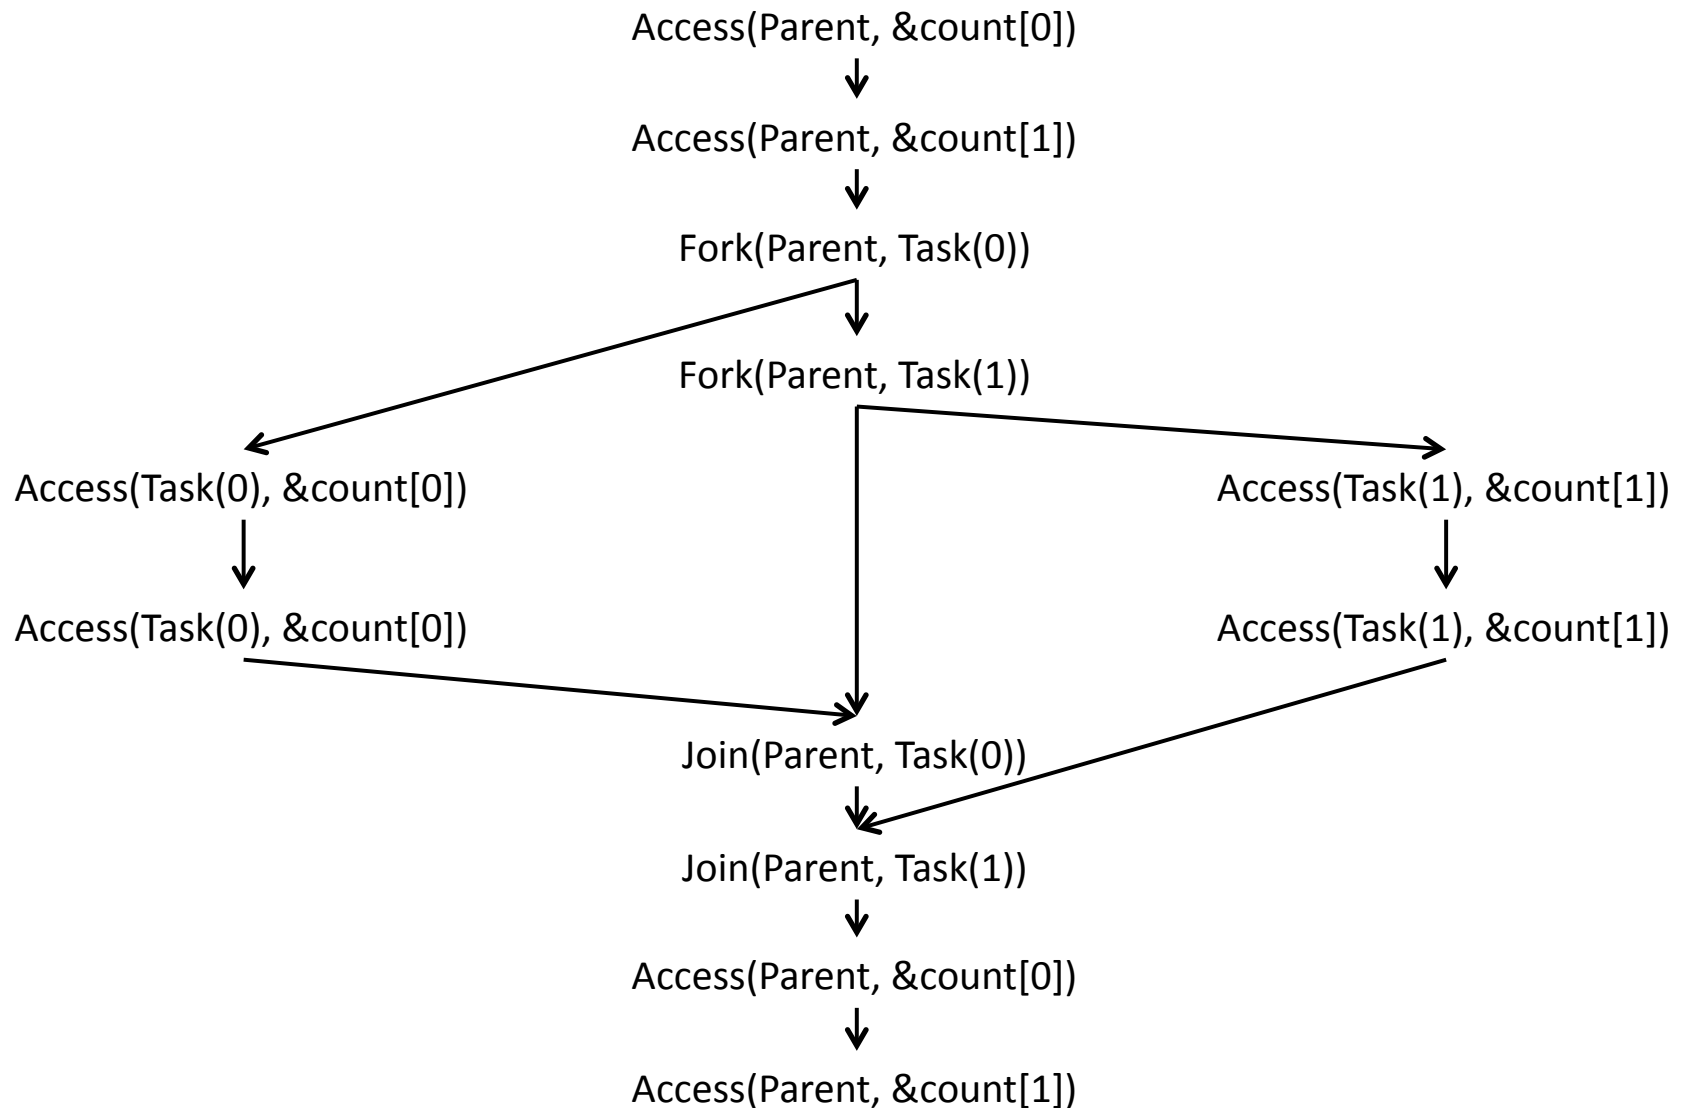 Access(Parent, &count[0])
Access(Parent, &count[1])
Fork(Parent, Task(0))
Fork(Parent, Task(1))
Access(Task(0), &count[0])
Access(Task(1), &count[1])
Access(Task(0), &count[0])
Access(Task(1), &count[1])
Join(Parent, Task(0))
Join(Parent, Task(1))
Access(Parent, &count[0])
Access(Parent, &count[1])